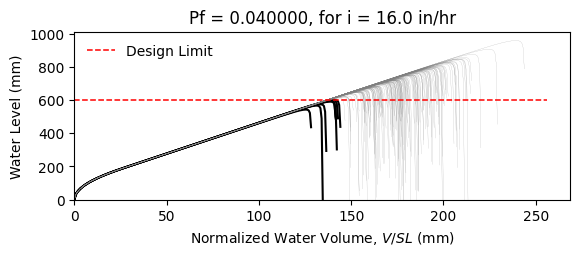 Pf = 0.040000, for i = 16.0 in/hr
Water Level (mm)
1000
800
600
400
200
0
Design Limit
0 50 100 150 200 250
Normalized Water Volume, V/SL (mm)